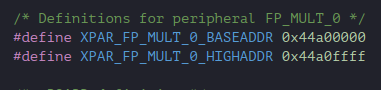 /* Definitions for peripheral FP_MULT_0 */
#define XPAR_FP_MULT_0_BASEADDR 0x44a00000
#define XPAR_FP_MULT_0_HIGHADDR 0x44a0ffff